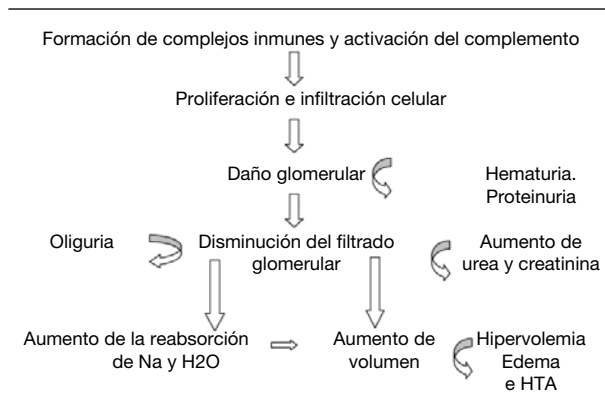 Formación de complejos inmunes y activación del complemento
Proliferación e infiltración celular
Daño glomerular
Hematuria.
Proteinuria
Oliguria
Disminución del filtrado
glomerular
Aumento de
urea y creatinina
Aumento de la reabsorción
de Na y H2O
Aumento de
volumen
Hipervolemia
Edema
e HTA